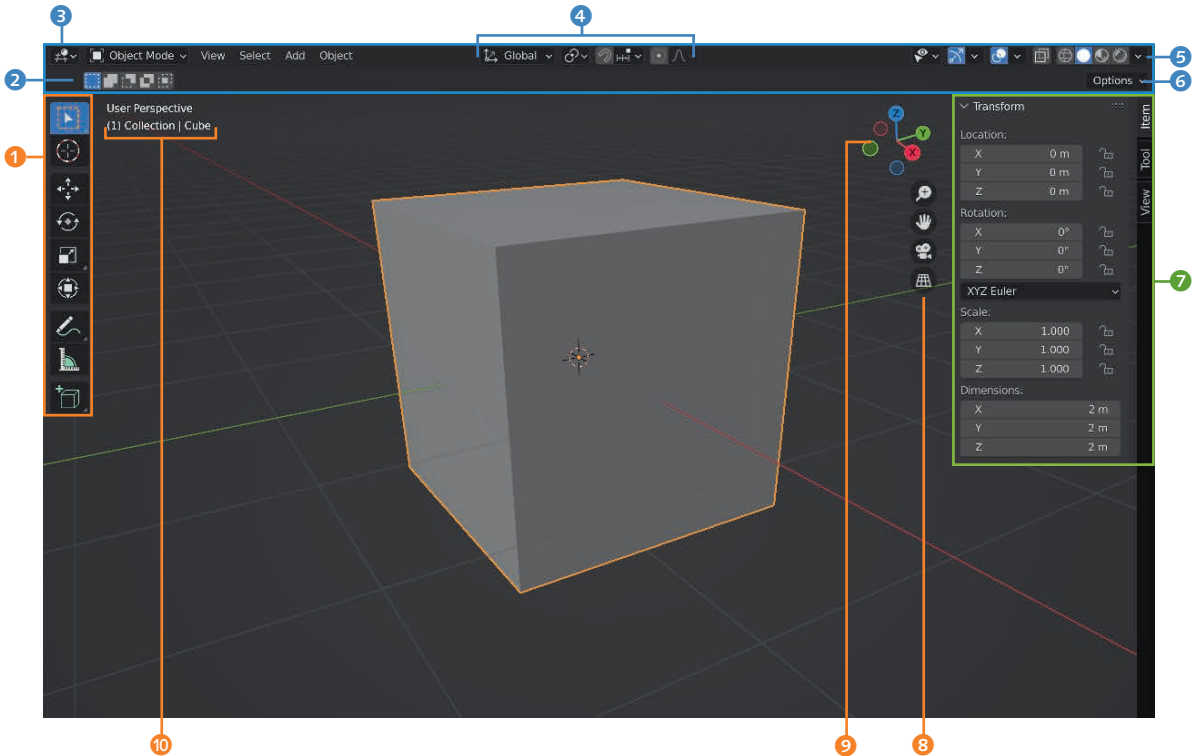 3
4
Object Mode View Select Add Object Global
5
2
Options
6
1
User Perspective
(1) Collection | Cube
Z
Y
X
9
Transform
Item
Tool
View
Location:
X 0 m
Y 0 m
Z 0 m
Rotation:
X 0°
Y 0°
Z 0°
XYZ Euler
7
Scale:
X 1.000
Y 1.000
Z 1.000
Dimensions:
X 2 m
Y 2 m
Z 2 m
10
9
8